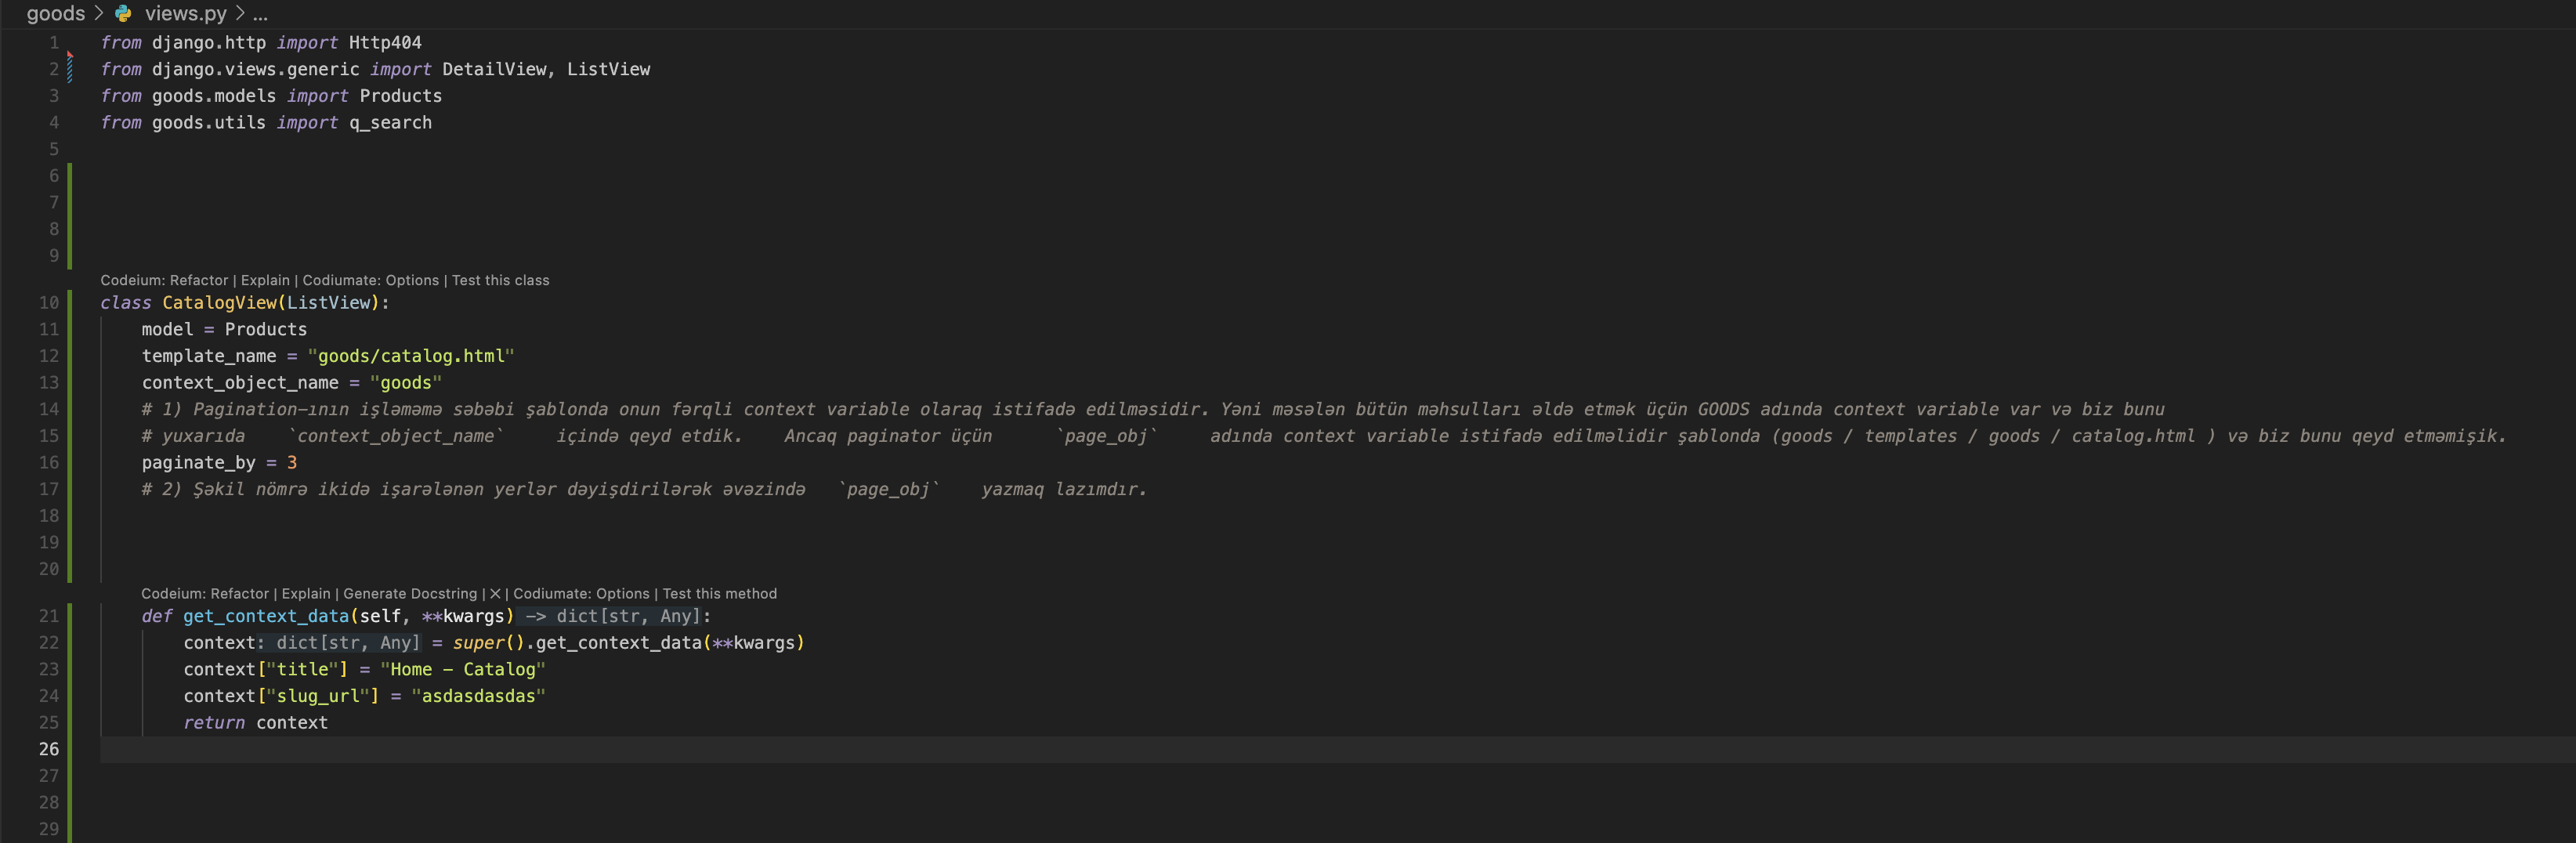 goods > views.py > ...
1 from django.http import Http404
2 from django.views.generic import DetailView, ListView
3 from goods.models import Products
4 from goods.utils import q_search
5
6
7
8
9
Codeium: Refactor | Explain | Codiumate: Options | Test this class
10 class CatalogView(ListView):
11 model = Products
12 template_name = "goods/catalog.html"
13 context_object_name = "goods"
14 # 1) Pagination-ının işləməmə səbəbi şablonda onun fərqli context variable olaraq istifadə edilməsidir. Yəni məsələn bütün məhsulları əldə etmək üçün GOODS adında context variable var və biz bunu
15 # yuxarıda `context_object_name` içində qeyd etdik. Ancaq paginator üçün `page_obj` adında context variable istifadə edilməlidir şablonda (goods / templates / goods / catalog.html ) və biz bunu qeyd etməmişik.
16 paginate_by = 3
17 # 2) Şəkil nömrə ikidə işarələnən yerlər dəyişdirilərək əvəzində `page_obj` yazmaq lazımdır.
18
19
20
Codeium: Refactor | Explain | Generate Docstring | X | Codiumate: Options | Test this method
21 def get_context_data(self, **kwargs) -> dict[str, Any]:
22 context: dict[str, Any] = super().get_context_data(**kwargs)
23 context["title"] = "Home - Catalog"
24 context["slug_url"] = "asdasdasdas"
25 return context
26
27
28
29